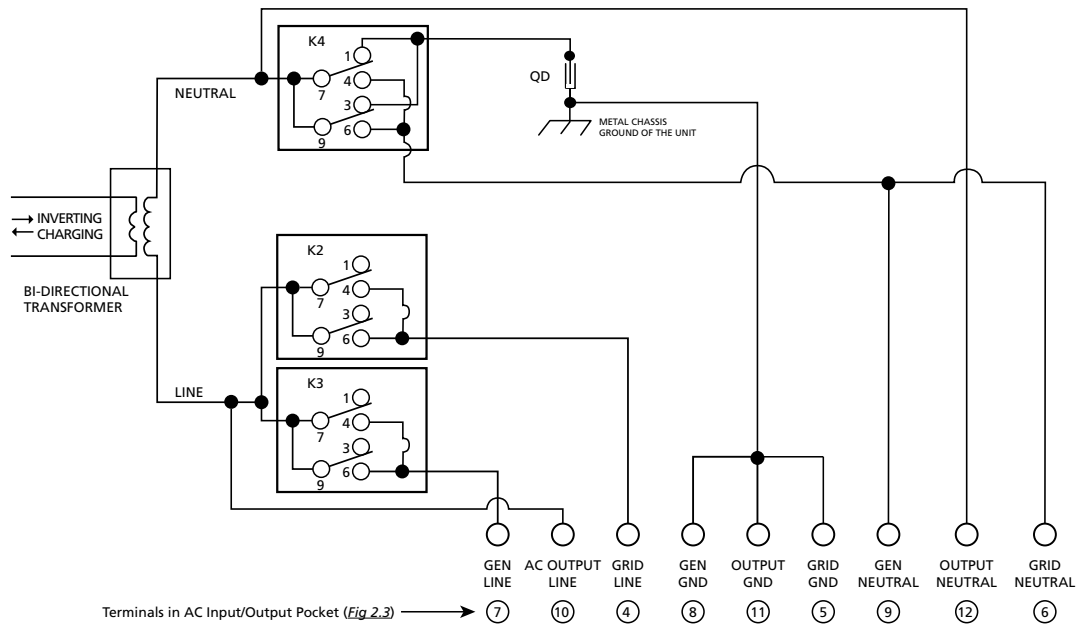 K4
1
7
4
3
9
6
QD
NEUTRAL
METAL CHASSIS
GROUND OF THE UNIT
INVERTING
CHARGING
BI-DIRECTIONAL
TRANSFORMER
K2
1
7
4
3
9
6
LINE
K3
1
7
4
3
9
6
GEN
LINE
AC OUTPUT
LINE
GRID
LINE
GEN
GND
OUTPUT
GND
GRID
GND
GEN
NEUTRAL
OUTPUT
NEUTRAL
GRID
NEUTRAL
Terminals in AC Input/Output Pocket (Fig 2.3)
7
10
4
8
11
5
9
12
6